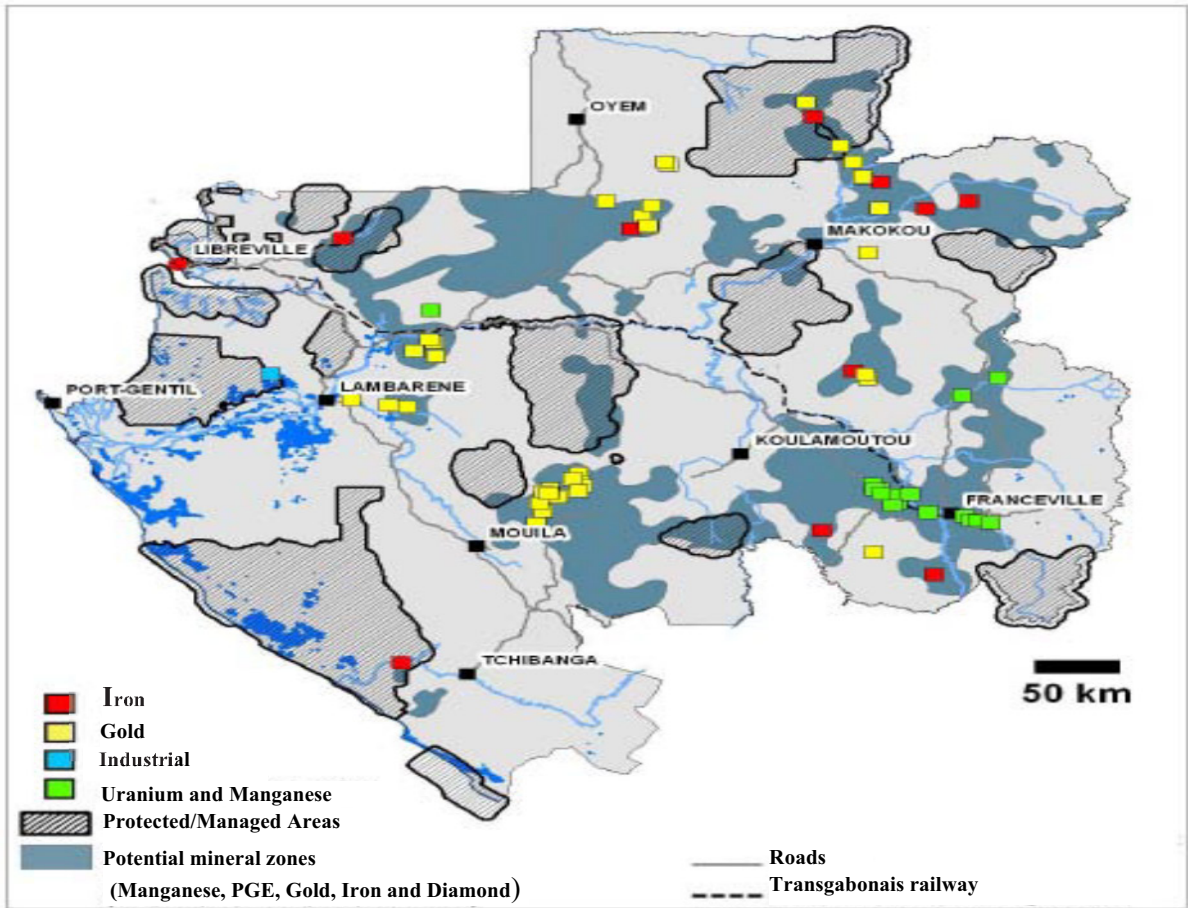 OYEM
MAKOKOU
LIBREVILLE
PORT-GENTIL
LAMBARENE
KOULAMOUTOU
FRANCEVILLE
MOUILA
TCHIBANGA
50 km
Iron
Gold
Industrial
Uranium and Manganese
Protected/Managed Areas
Potential mineral zones
(Manganese, PGE, Gold, Iron and Diamond)
Roads
Transgabonais railway